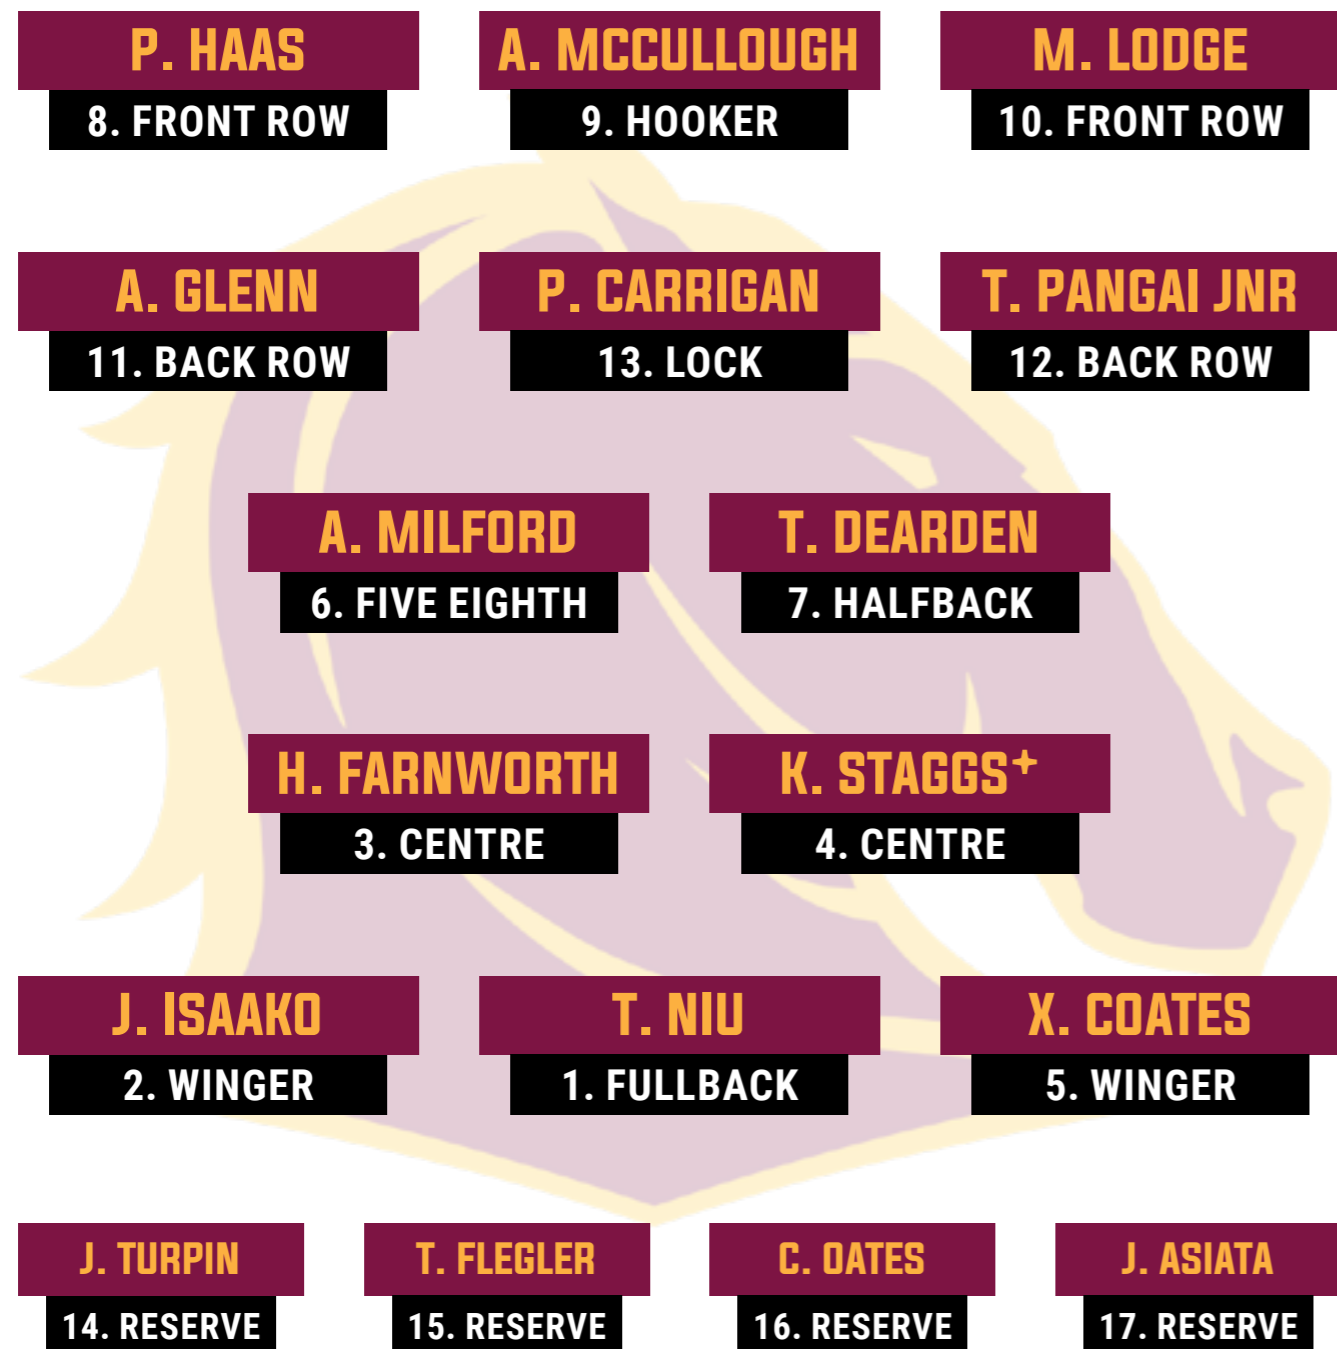 P. HAAS
8. FRONT ROW
A. MCCULLOUGH
9. HOOKER
M. LODGE
10. FRONT ROW
A. GLENN
11. BACK ROW
P. CARRIGAN
13. LOCK
T. PANGAI JNR
12. BACK ROW
A. MILFORD
6. FIVE EIGHTH
T. DEARDEN
7. HALFBACK
H. FARNWORTH
3. CENTRE
K. STAGGS+
4. CENTRE
J. ISAAKO
2. WINGER
T. NIU
1. FULLBACK
X. COATES
5. WINGER
J. TURPIN
14. RESERVE
T. FLEGLER
15. RESERVE
C. OATES
16. RESERVE
J. ASIATA
17. RESERVE